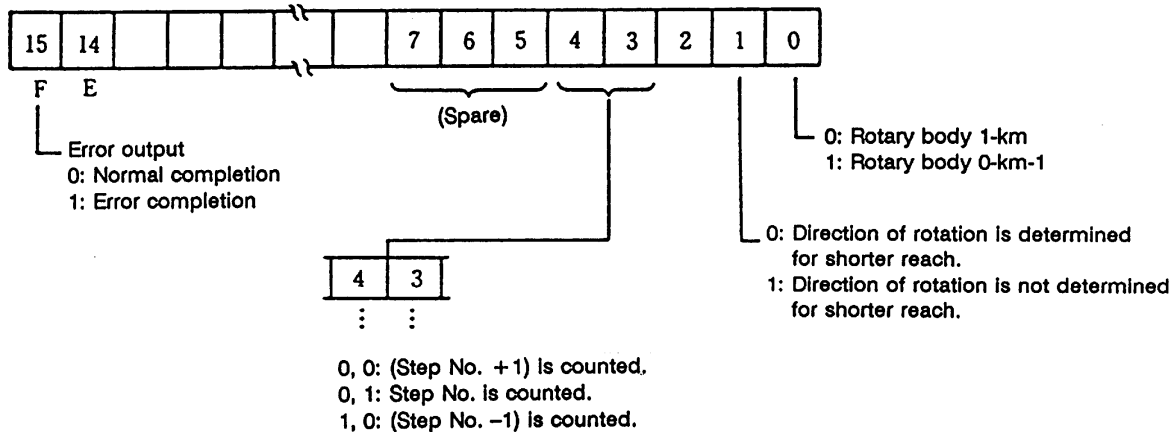 15 14 7 6 5 4 3 2 1 0
F E
(Spare)
Error output
0: Normal completion
1: Error completion
0: Rotary body 1-km
1: Rotary body 0-km-1
0: Direction of rotation is determined
for shorter reach.
1: Direction of rotation is not determined
for shorter reach.
4 3
0, 0: (Step No. +1) is counted.
0, 1: Step No. is counted.
1, 0: (Step No. –1) is counted.